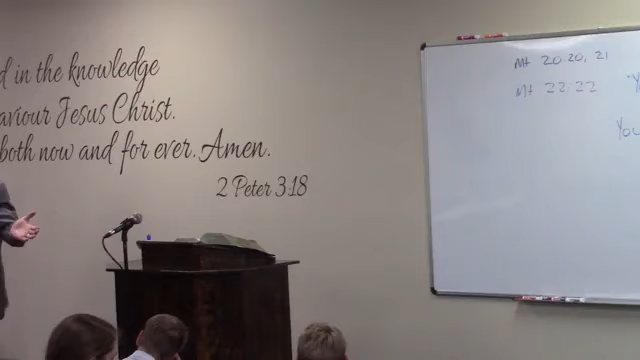 d in the knowledge
aviour Jesus Christ.
both now and for ever. Amen.
2 Peter 3:18
Mt 20:20, 21
Mt 22:22 "Y
You